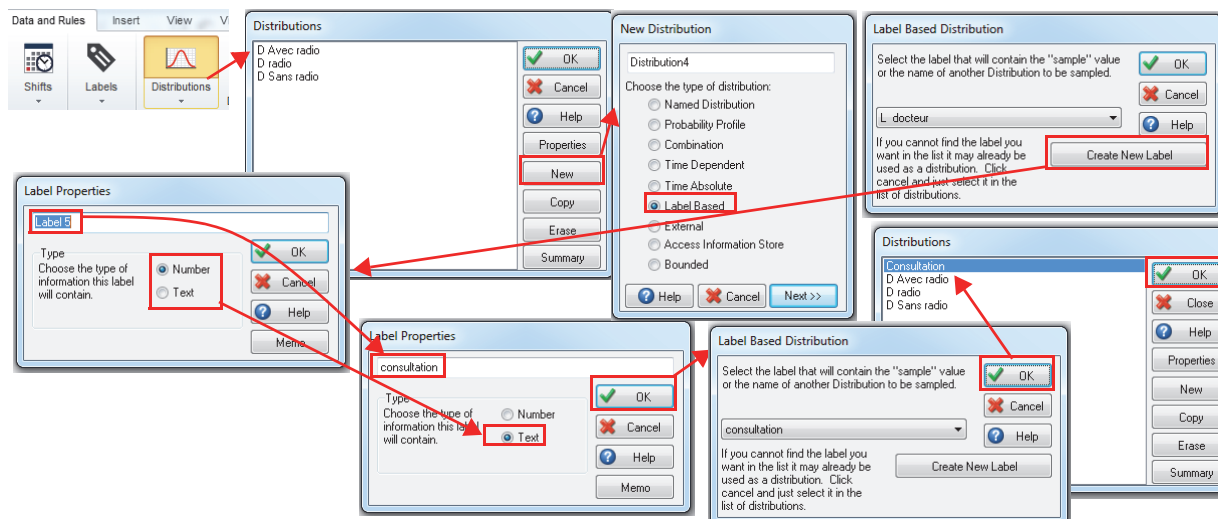 Data and Rules Insert View V
Shifts
Labels
Distributions
Distributions
D Avec radio
D radio
D Sans radio
OK
Cancel
Help
Properties
New
Copy
Erase
Summary
New Distribution
Distribution4
Choose the type of distribution:
Named Distribution
Probability Profile
Combination
Time Dependent
Time Absolute
Label Based
External
Access Information Store
Bounded
Help Cancel Next >>
Label Based Distribution
Select the label that will contain the "sample" value
or the name of another Distribution to be sampled.
OK
Cancel
Help
L docteur
If you cannot find the label you
want in the list it may already be
used as a distribution. Click
cancel and just select it in the
list of distributions.
Create New Label
Label Properties
Label 5
Type
Choose the type of
information this label
will contain.
Number
Text
OK
Cancel
Help
Memo
Label Properties
consultation
Type
Choose the type of
information this label
will contain.
Number
Text
OK
Cancel
Help
Memo
Label Based Distribution
Select the label that will contain the "sample" value
or the name of another Distribution to be sampled.
OK
Cancel
Help
consultation
If you cannot find the label you
want in the list it may already be
used as a distribution. Click
cancel and just select it in the
list of distributions.
Create New Label
Distributions
Consultation
D Avec radio
D radio
D Sans radio
OK
Close
Help
Properties
New
Copy
Erase
Summary